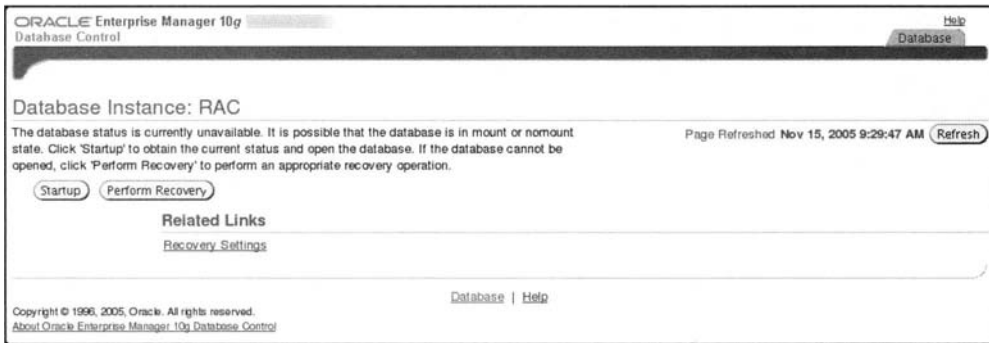 ORACLE Enterprise Manager 10g
Database Control
Help
Database
Database Instance: RAC
The database status is currently unavailable. It is possible that the database is in mount or nomount
state. Click 'Startup' to obtain the current status and open the database. If the database cannot be
opened, click 'Perform Recovery' to perform an appropriate recovery operation.
Page Refreshed Nov 15, 2005 9:29:47 AM Refresh
Startup Perform Recovery
Related Links
Recovery Settings
Database | Help
Copyright © 1996, 2005, Oracle. All rights reserved.
About Oracle Enterprise Manager 10g Database Control